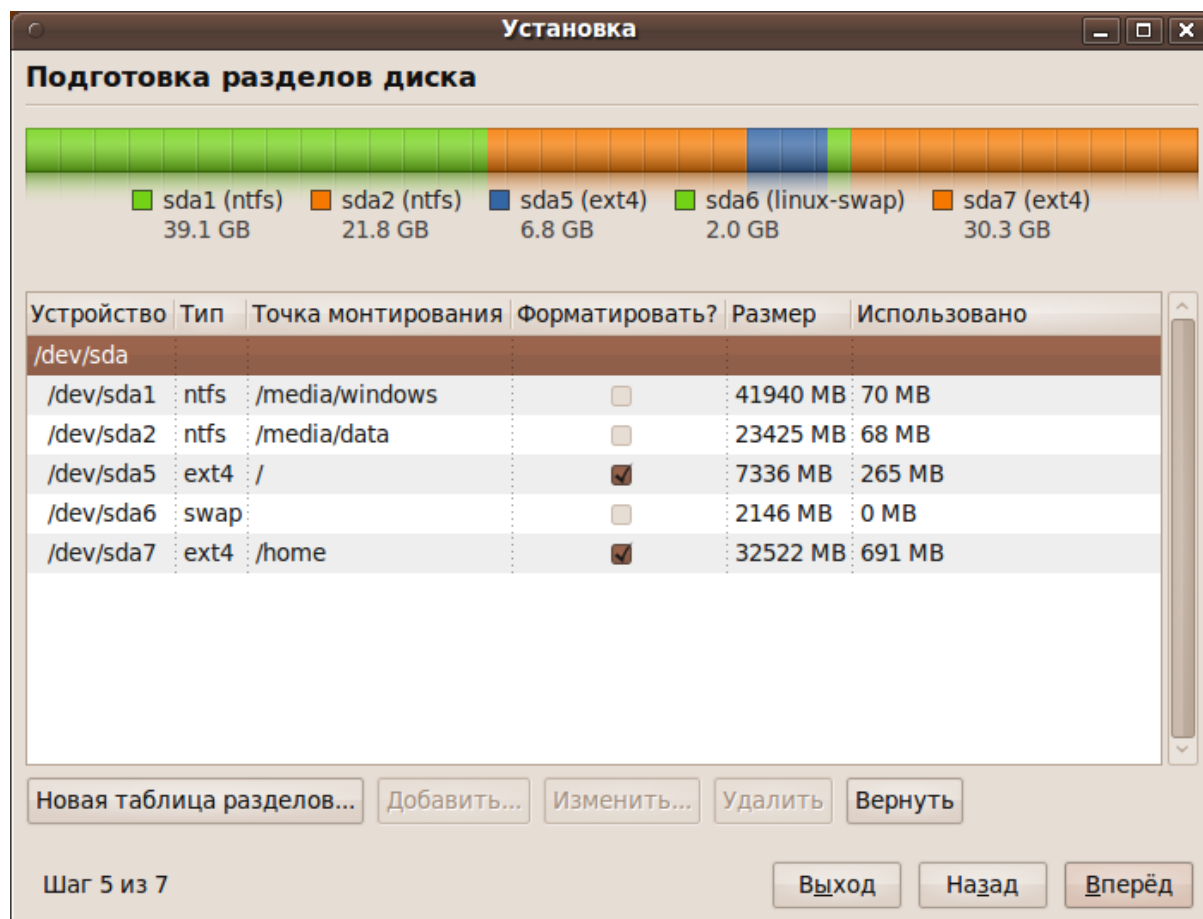 Установка
Подготовка разделов диска
sda1 (ntfs) sda2 (ntfs) sda5 (ext4) sda6 (linux-swap) sda7 (ext4)
39.1 GB 21.8 GB 6.8 GB 2.0 GB 30.3 GB
Устройство Тип Точка монтирования Форматировать? Размер Использовано
/dev/sda
/dev/sda1 ntfs /media/windows 41940 MB 70 MB
/dev/sda2 ntfs /media/data 23425 MB 68 MB
/dev/sda5 ext4 / 7336 MB 265 MB
/dev/sda6 swap 2146 MB 0 MB
/dev/sda7 ext4 /home 32522 MB 691 MB
Новая таблица разделов... Добавить... Изменить... Удалить Вернуть
Шаг 5 из 7 Выход Назад Вперёд